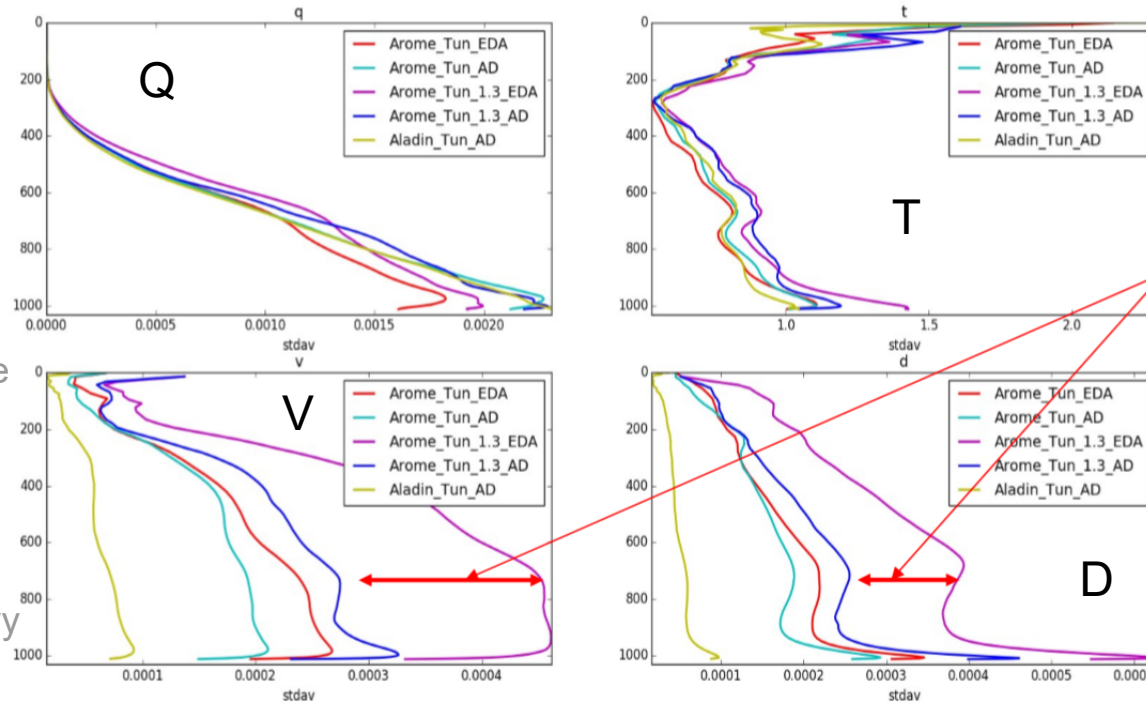 q
0
200
400
600
800
1000
0.0000 0.0005 0.0010 0.0015 0.0020
stdav
Arome_Tun_EDA
Arome_Tun_AD
Arome_Tun_1.3_EDA
Arome_Tun_1.3_AD
Aladin_Tun_AD
Q
t
0
200
400
600
800
1000
1.0 1.5 2.0
stdav
Arome_Tun_EDA
Arome_Tun_AD
Arome_Tun_1.3_EDA
Arome_Tun_1.3_AD
Aladin_Tun_AD
T
v
0
200
400
600
800
1000
0.0001 0.0002 0.0003 0.0004
stdav
Arome_Tun_EDA
Arome_Tun_AD
Arome_Tun_1.3_EDA
Arome_Tun_1.3_AD
Aladin_Tun_AD
V
d
0
200
400
600
800
1000
0.0001 0.0002 0.0003 0.0004 0.0005
stdav
Arome_Tun_EDA
Arome_Tun_AD
Arome_Tun_1.3_EDA
Arome_Tun_1.3_AD
Aladin_Tun_AD
D